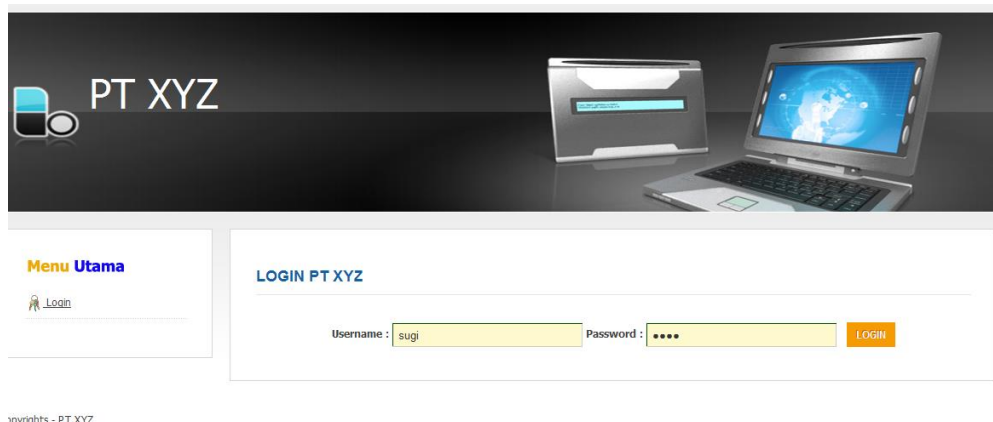 PT XYZ
Menu Utama
Login
LOGIN PT XYZ
Username : sugi Password : •••• LOGIN
opyrights - PT XYZ